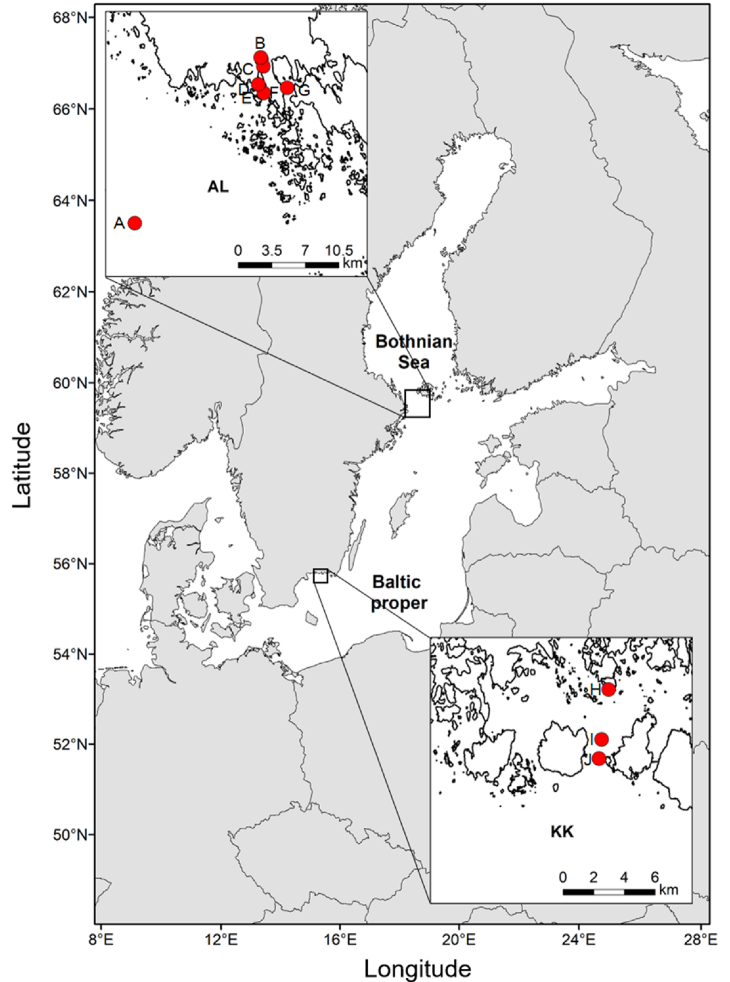 68°N
66°N
64°N
62°N
60°N
58°N
56°N
54°N
52°N
50°N
Latitude
B
C
D
E
F
G
AL
A
0 3.5 7 10.5
km
Bothnian
Sea
Baltic
proper
H
I
J
KK
0 2 4 6
km
8°E 12°E 16°E 20°E 24°E 28°E
Longitude